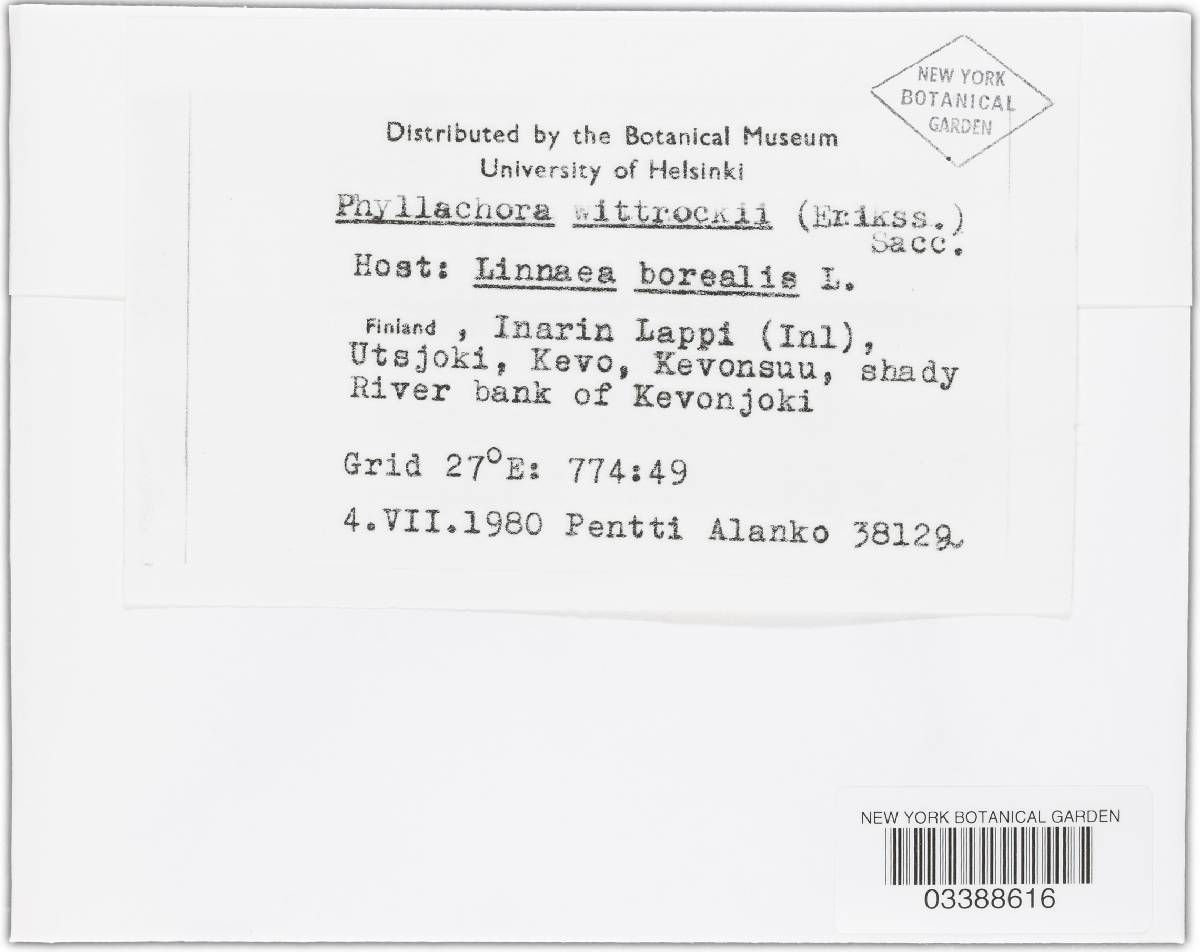 NEW YORK
BOTANICAL
GARDEN
Distributed by the Botanical Museum
University of Helsinki
Phyllachora wittrockii (Erikss.)
Sacc.
Host: Linnaea borealis L.
Finland , Inarin Lappi (Inl),
Utsjoki, Kevo, Kevonsuu, shady
River bank of Kevonjoki
Grid 27°E: 774:49
4.VII.1980 Pentti Alanko
NEW YORK BOTANICAL GARDEN
03388616